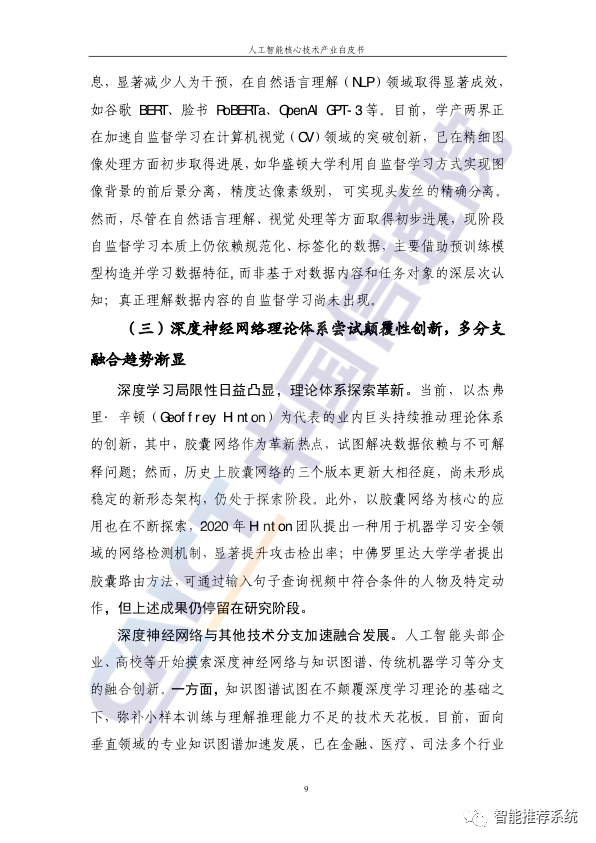 人工智能核心技术产业白皮书
息，显著减少人为干预，在自然语言理解（NLP）领域取得显著成效，
如谷歌 BERT、脸书 RoBERTa、OpenAI GPT-3 等。目前，学产两界正
在加速自监督学习在计算机视觉（CV）领域的突破创新，已在精细图
像处理方面初步取得进展，如华盛顿大学利用自监督学习方式实现图
像背景的前后景分离，精度达像素级别，可实现头发丝的精确分离。
然而，尽管在自然语言理解、视觉处理等方面取得初步进展，现阶段
自监督学习本质上仍依赖规范化、标签化的数据，主要借助预训练模
型构造并学习数据特征，而非基于对数据内容和任务对象的深层次认
知；真正理解数据内容的自监督学习尚未出现。
（三）深度神经网络理论体系尝试颠覆性创新，多分支
融合趋势渐显
深度学习局限性日益凸显，理论体系探索革新。当前，以杰弗
里·辛顿（Geoffrey Hinton）为代表的业内巨头持续推动理论体系
的创新，其中，胶囊网络作为革新热点，试图解决数据依赖与不可解
释问题；然而，历史上胶囊网络的三个版本更新大相径庭，尚未形成
稳定的新形态架构，仍处于探索阶段。此外，以胶囊网络为核心的应
用也在不断探索，2020 年 Hinton 团队提出一种用于机器学习安全领
域的网络检测机制，显著提升攻击检出率；中佛罗里达大学学者提出
胶囊路由方法，可通过输入句子查询视频中符合条件的人物及特定动
作，但上述成果仍停留在研究阶段。
深度神经网络与其他技术分支加速融合发展。人工智能头部企
业、高校等开始摸索深度神经网络与知识图谱、传统机器学习等分支
的融合创新。一方面，知识图谱试图在不颠覆深度学习理论的基础之
下，弥补小样本训练与理解推理能力不足的技术天花板。目前，面向
垂直领域的专业知识图谱加速发展，已在金融、医疗、司法多个行业
9
CAICT 中国信通院
智能推荐系统